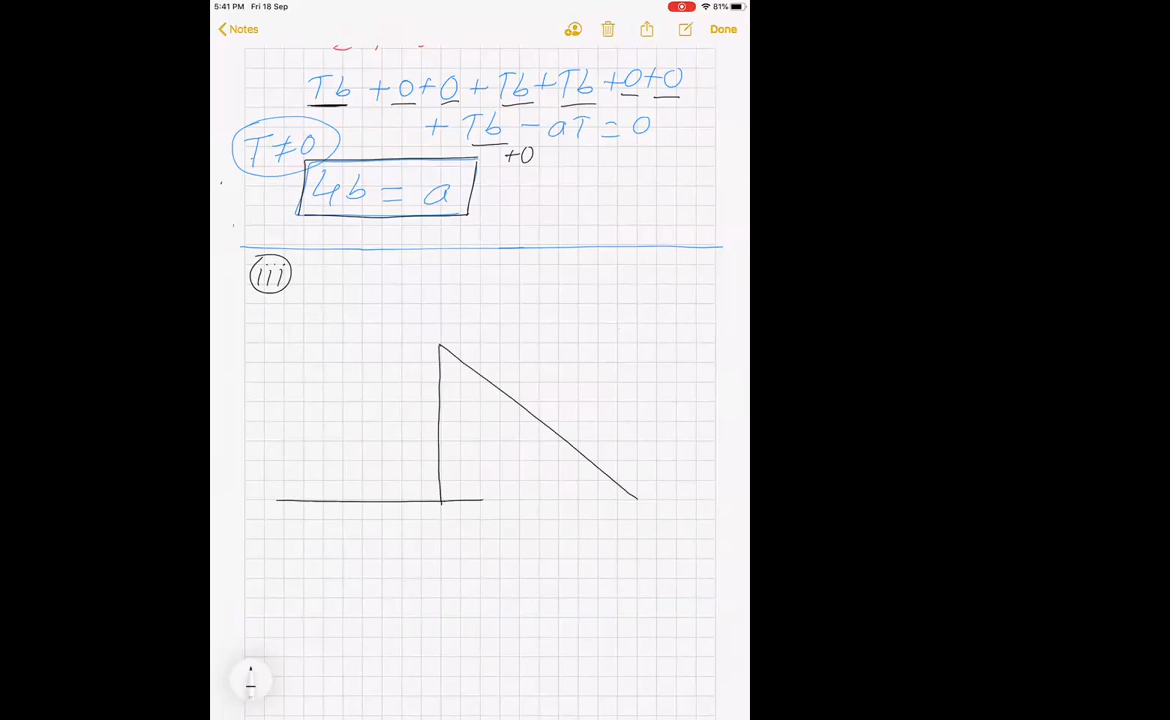 5:41 PM Fri 18 Sep 81%
Notes Done
Tb + 0 + 0 + Tb + Tb + 0 + 0
+ Tb - aT = 0
+0
T ≠ 0
4b = a
iii